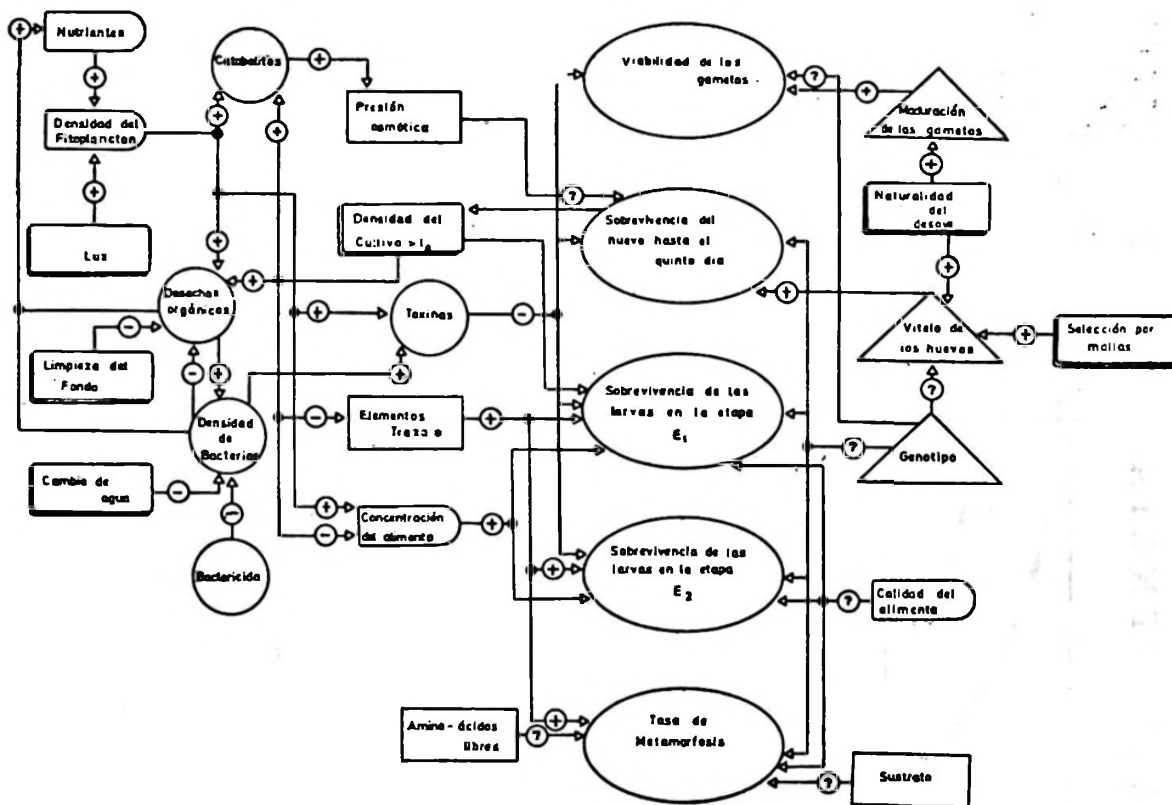 Nutrientes
Catabolitos
Viabilidad de los
gametos
Maduración
de los gametos
Presión
osmótica
Densidad del
Fitoplancton
Naturalidad
del
desove
Densidad del
Cultivo
Sobrevivencia del
huevo hasta el
quinto día
Luz
Desechos
orgánicos
Toxinas
Vitelo de
los huevos
Selección por
mallas
Limpieza del
Fondo
Sobrevivencia de las
larvas en la etapa
E1
Elementos
Traza
Densidad
de
Bacterias
Genotipo
Cambio de
agua
Concentración
del alimento
Bactericida
Sobrevivencia de las
larvas en la etapa
E2
Calidad del
alimento
Amino-ácidos
libres
Tasa de
Metamorfosis
Sustrato